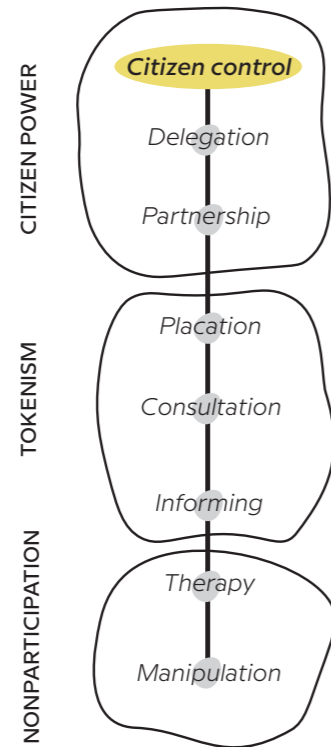 CITIZEN POWER
Citizen control
Delegation
Partnership
TOKENISM
Placation
Consultation
Informing
NONPARTICIPATION
Therapy
Manipulation